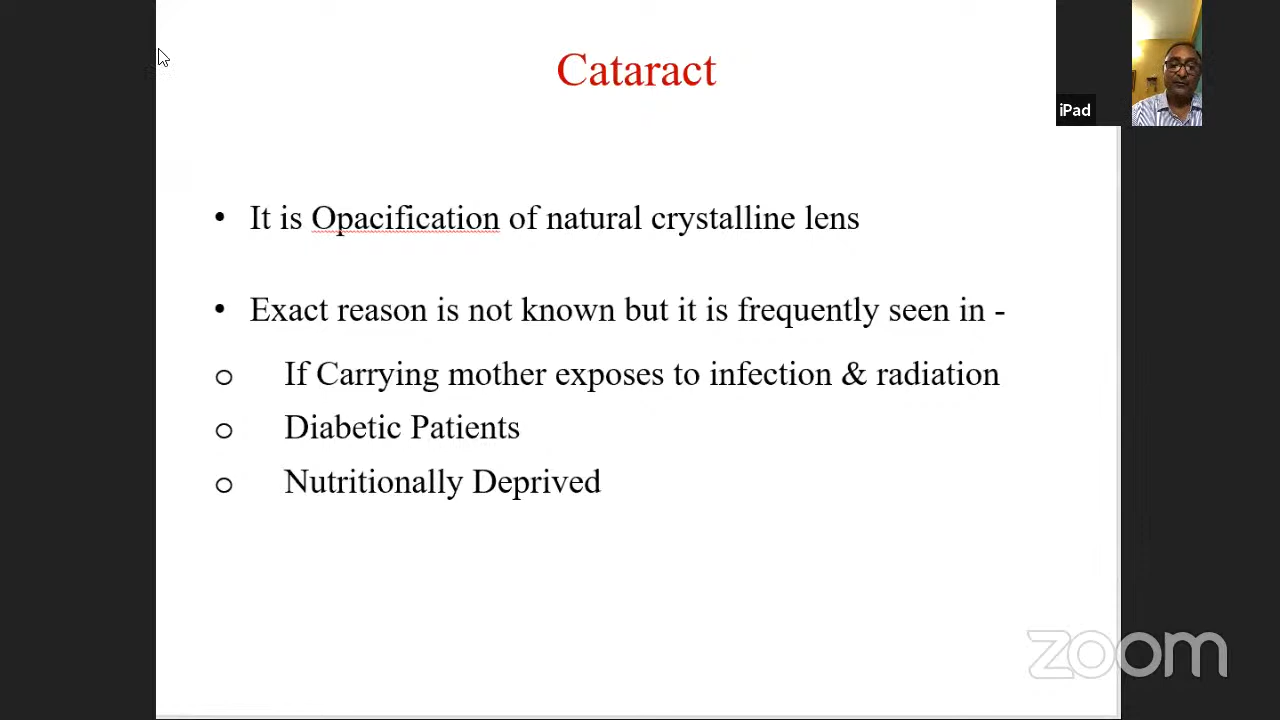 Cataract
iPad
• It is Opacification of natural crystalline lens
• Exact reason is not known but it is frequently seen in -
o If Carrying mother exposes to infection & radiation
o Diabetic Patients
o Nutritionally Deprived
zoom